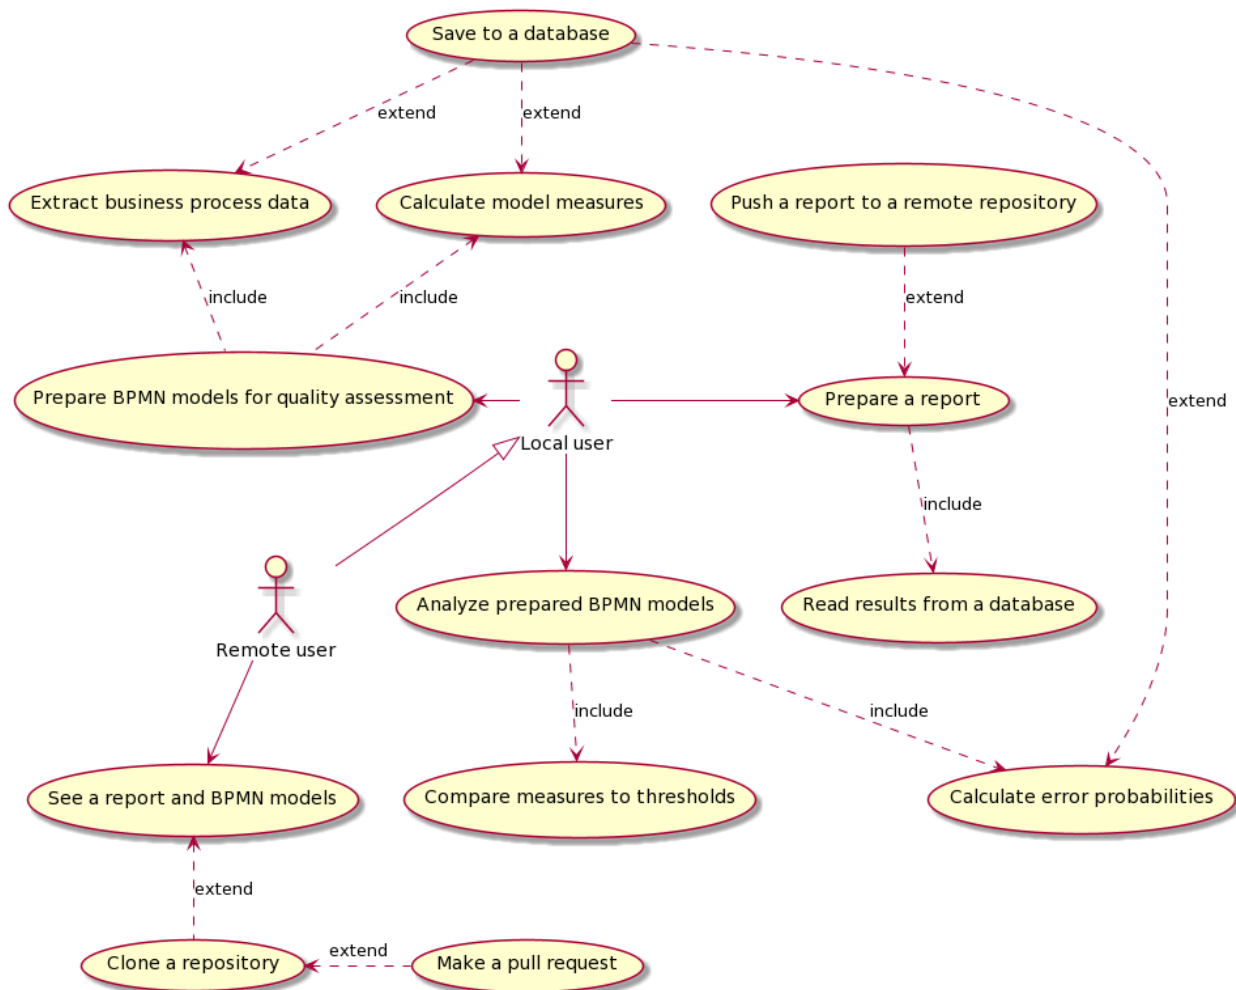 Save to a database
extend
extend
Extract business process data
Calculate model measures
Push a report to a remote repository
include
include
extend
Prepare BPMN models for quality assessment
Prepare a report
extend
Local user
include
Analyze prepared BPMN models
Read results from a database
Remote user
include
include
See a report and BPMN models
Compare measures to thresholds
Calculate error probabilities
extend
extend
Clone a repository
Make a pull request